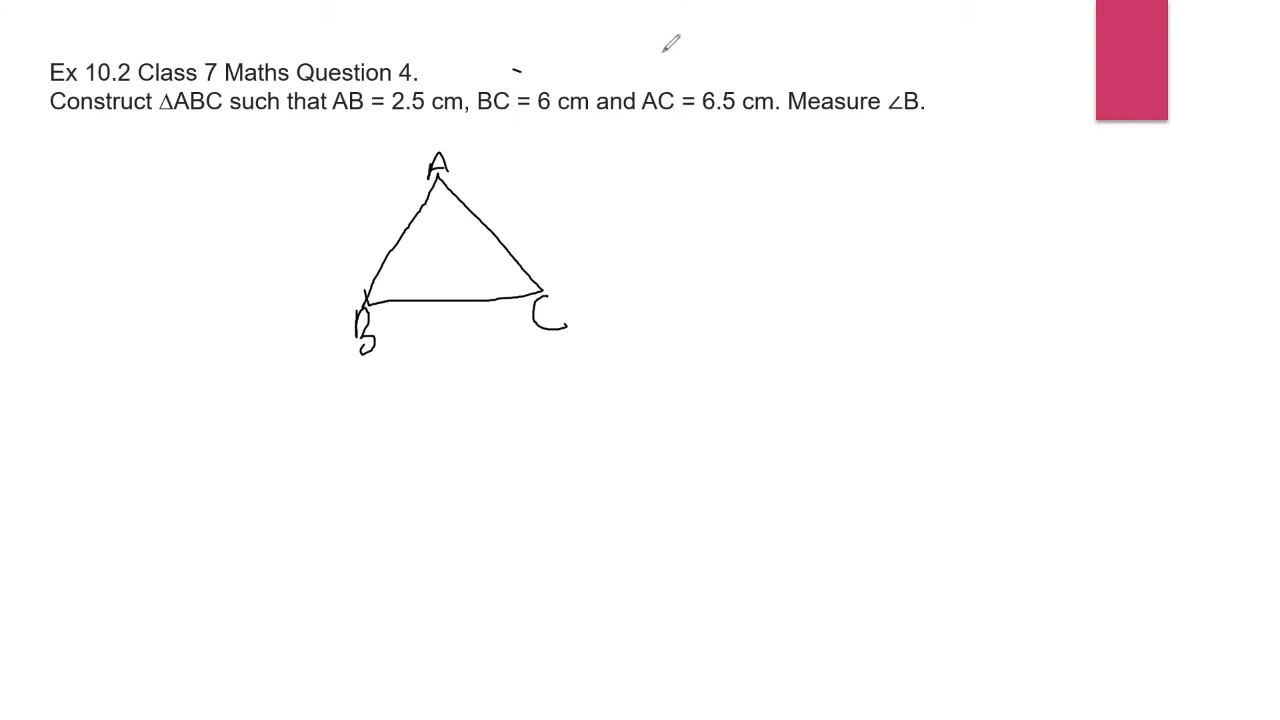 Ex 10.2 Class 7 Maths Question 4.
Construct ∆ABC such that AB = 2.5 cm, BC = 6 cm and AC = 6.5 cm. Measure ∠B.
A
B
C